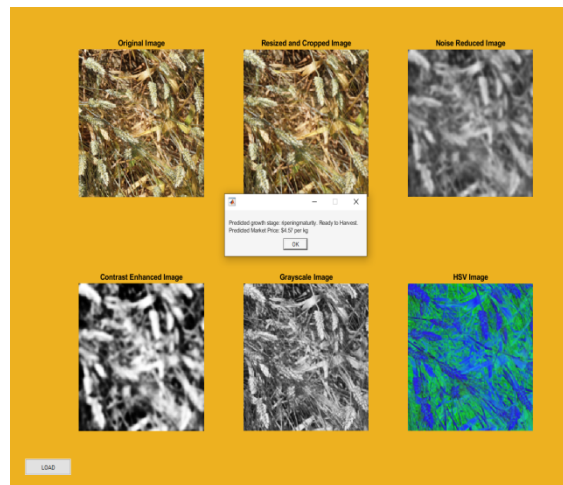 Original Image
Resized and Cropped Image
Noise Reduced Image
Predicted growth stage: ripeningmaturity. Ready to Harvest.
Predicted Market Price: $4.57 per kg
OK
Contrast Enhanced Image
Grayscale Image
HSV Image
LOAD